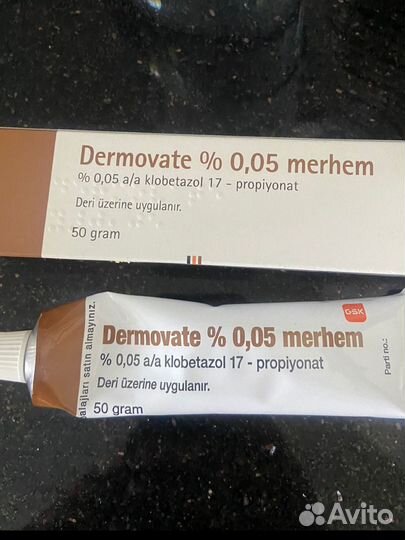 Dermovate % 0,05 merhem
% 0,05 a/a klobetazol 17 - propiyonat
Deri üzerine uygulanır.
50 gram
GSK
Dermovate % 0,05 merhem
% 0,05 a/a klobetazol 17 - propiyonat
Deri üzerine uygulanır.
50 gram
alajları satın almayınız.
Parti no.:
Avito